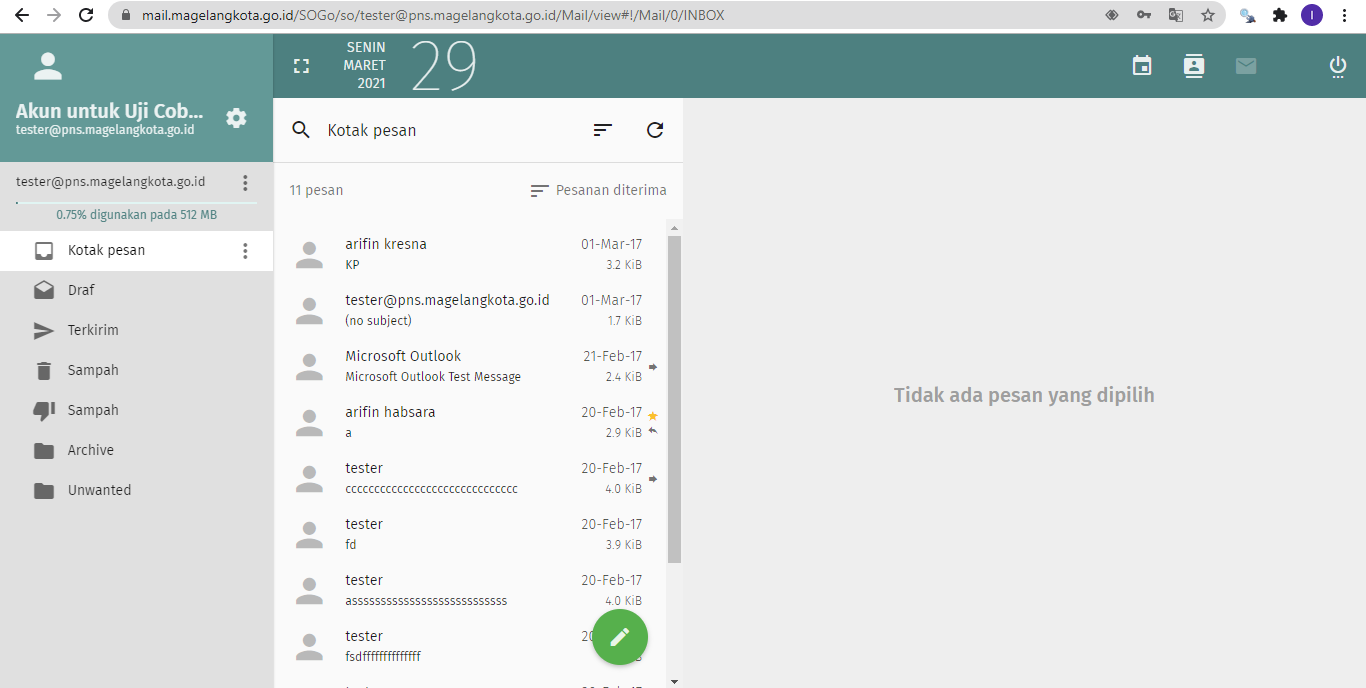 mail.magelangkota.go.id/SOGo/so/tester@pns.magelangkota.go.id/Mail/view#!/Mail/0/INBOX
I
Akun untuk Uji Cob...
tester@pns.magelangkota.go.id
SENIN
MARET
2021
29
tester@pns.magelangkota.go.id
0.75% digunakan pada 512 MB
Kotak pesan
Draf
Terkirim
Sampah
Sampah
Archive
Unwanted
Kotak pesan
11 pesan
Pesanan diterima
arifin kresna 01-Mar-17
KP 3.2 KiB
tester@pns.magelangkota.go.id 01-Mar-17
(no subject) 1.7 KiB
Microsoft Outlook 21-Feb-17
Microsoft Outlook Test Message 2.4 KiB
arifin habsara 20-Feb-17
a 2.9 KiB
tester 20-Feb-17
cccccccccccccccccccccccccccccc 4.0 KiB
tester 20-Feb-17
fd 3.9 KiB
tester 20-Feb-17
asssssssssssssssssssssssssss 4.0 KiB
tester
fsdffffffffffffff
Tidak ada pesan yang dipilih